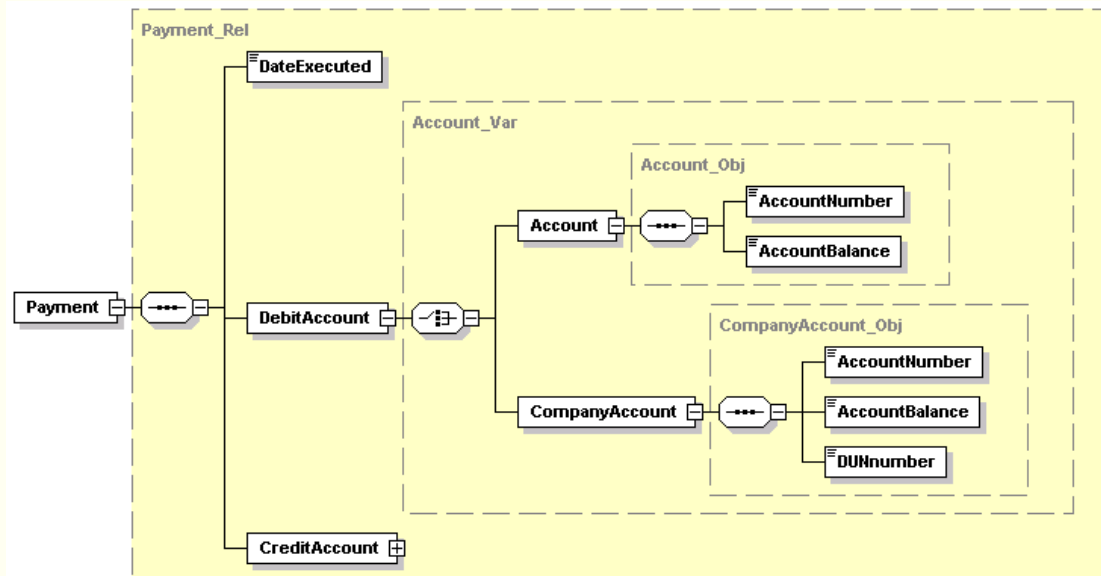 Payment_Rel
DateExecuted
Account_Var
Account_Obj
AccountNumber
Account
AccountBalance
Payment
DebitAccount
CompanyAccount_Obj
AccountNumber
CompanyAccount
AccountBalance
DUNnumber
CreditAccount